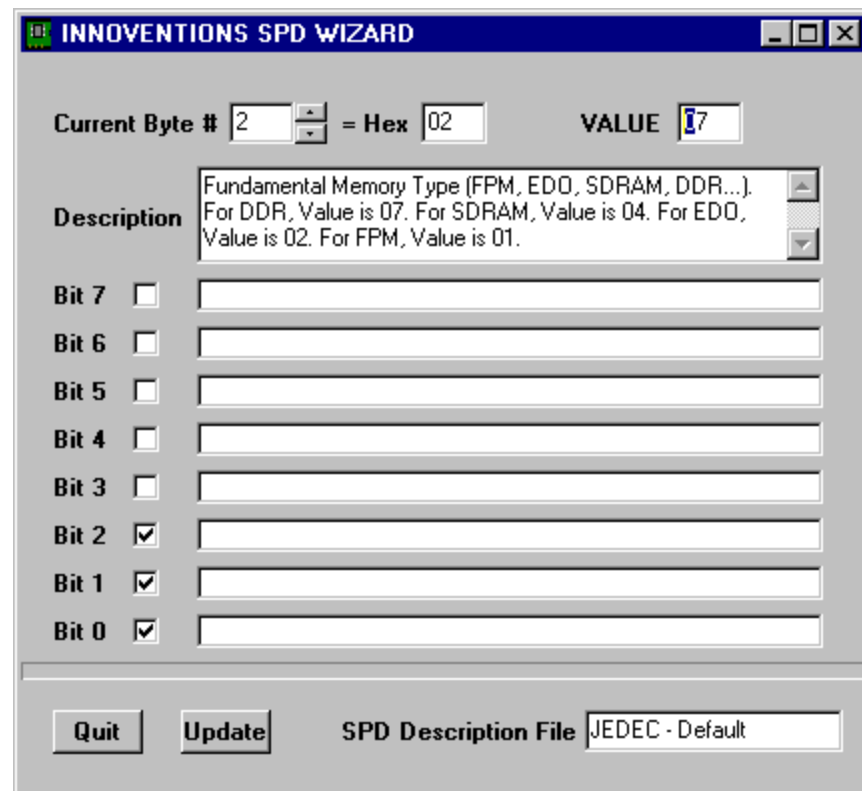 INNOVENTIONS SPD WIZARD
Current Byte # 2 = Hex 02 VALUE 07
Description
Fundamental Memory Type (FPM, EDO, SDRAM, DDR...).
For DDR, Value is 07. For SDRAM, Value is 04. For EDO,
Value is 02. For FPM, Value is 01.
Bit 7
Bit 6
Bit 5
Bit 4
Bit 3
Bit 2
Bit 1
Bit 0
Quit Update SPD Description File JEDEC - Default